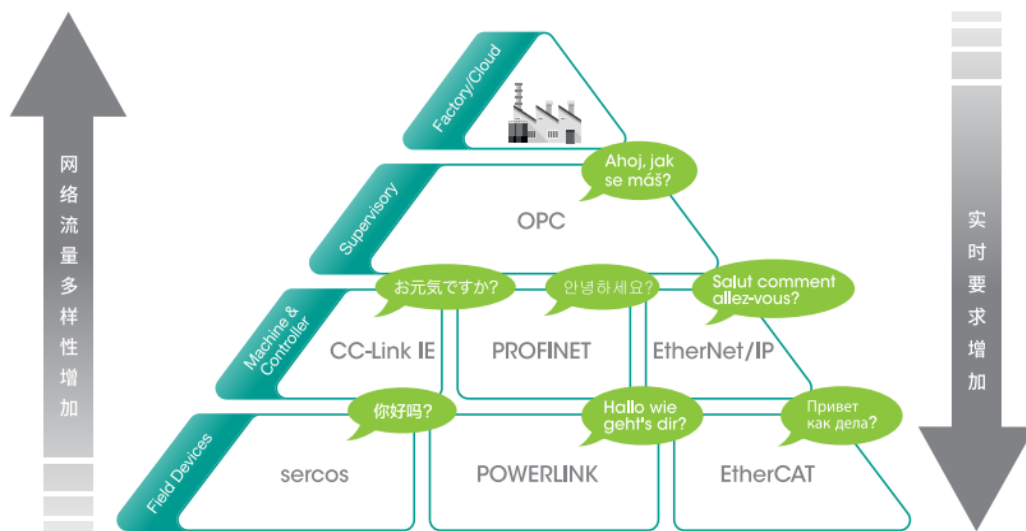 网络流量多样性增加
Factory/Cloud
Ahoj, jak
se máš?
Supervisory
OPC
实时要求增加
お元気ですか?
안녕하세요?
Salut comment
allez-vous?
Machine &
Controller
CC-Link IE
PROFINET
EtherNet/IP
你好吗?
Hallo wie
geht's dir?
Привет
как дела?
Field Devices
sercos
POWERLINK
EtherCAT